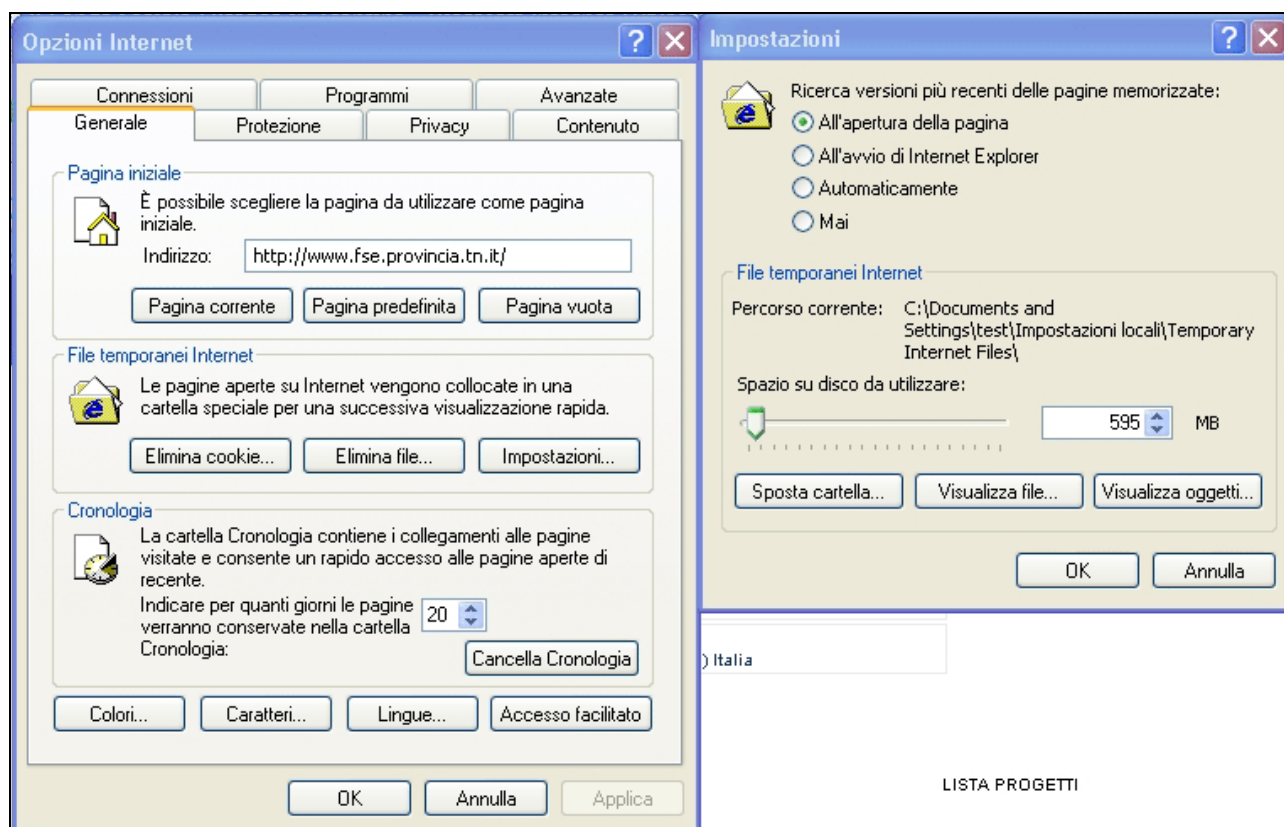 Opzioni Internet
Connessioni
Programmi
Avanzate
Generale
Protezione
Privacy
Contenuto
Pagina iniziale
È possibile scegliere la pagina da utilizzare come pagina
iniziale.
Indirizzo:
http://www.fse.provincia.tn.it/
Pagina corrente
Pagina predefinita
Pagina vuota
File temporanei Internet
Le pagine aperte su Internet vengono collocate in una
cartella speciale per una successiva visualizzazione rapida.
Elimina cookie...
Elimina file...
Impostazioni...
Cronologia
La cartella Cronologia contiene i collegamenti alle pagine
visitate e consente un rapido accesso alle pagine aperte di
recente.
Indicare per quanti giorni le pagine
verranno conservate nella cartella
Cronologia:
20
Cancella Cronologia
Colori...
Caratteri...
Lingue...
Accesso facilitato
OK
Annulla
Applica
Impostazioni
Ricerca versioni più recenti delle pagine memorizzate:
All'apertura della pagina
All'avvio di Internet Explorer
Automaticamente
Mai
File temporanei Internet
Percorso corrente:
C:\Documents and
Settings\test\Impostazioni locali\Temporary
Internet Files\
Spazio su disco da utilizzare:
595
MB
Sposta cartella...
Visualizza file...
Visualizza oggetti...
OK
Annulla
) Italia
LISTA PROGETTI